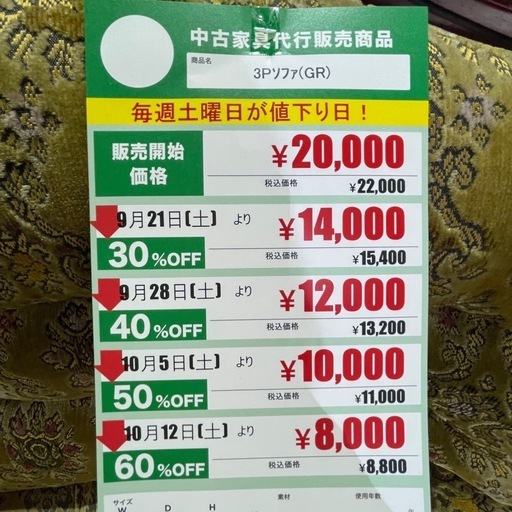 中古家具代行販売商品
商品名
3Pソファ(GR)
毎週土曜日が値下り日！
販売開始
価格
¥20,000
税込価格 ¥22,000
9月21日(土) より ¥14,000
30%OFF 税込価格 ¥15,400
9月28日(土) より ¥12,000
40%OFF 税込価格 ¥13,200
10月5日(土) より ¥10,000
50%OFF 税込価格 ¥11,000
10月12日(土) より ¥8,000
60%OFF 税込価格 ¥8,800
サイズ 素材 使用年数
W D H 年